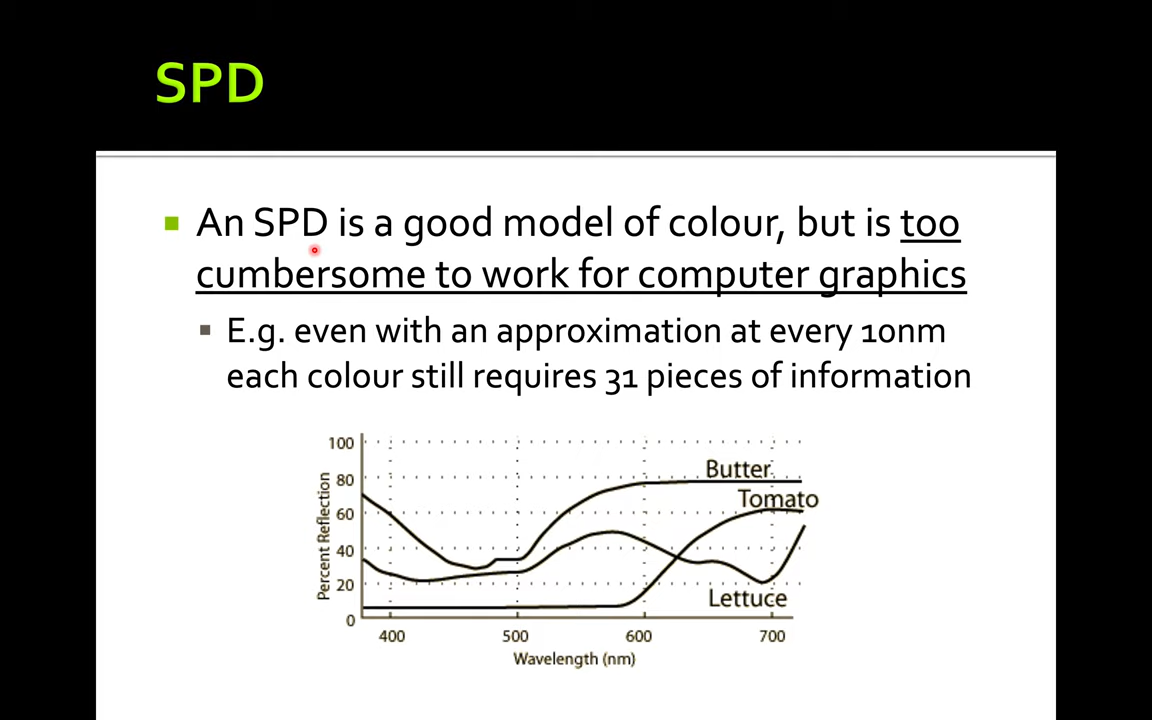 SPD
An SPD is a good model of colour, but is too
cumbersome to work for computer graphics
E.g. even with an approximation at every 10nm
each colour still requires 31 pieces of information
100
80
60
40
20
0
Percent Reflection
Butter
Tomato
Lettuce
400 500 600 700
Wavelength (nm)